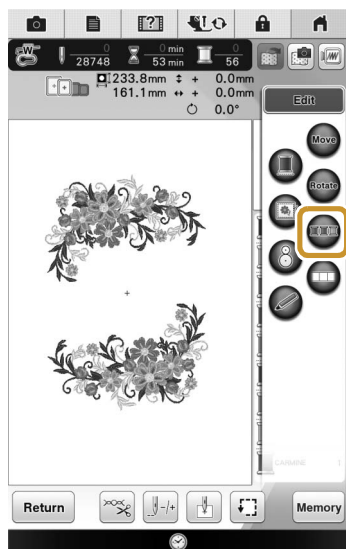 W
0
28748
0 min
53 min
0
56
233.8mm + 0.0mm
161.1mm + 0.0mm
0.0°
Edit
Move
Rotate
CARMINE
Return
-/+
Memory